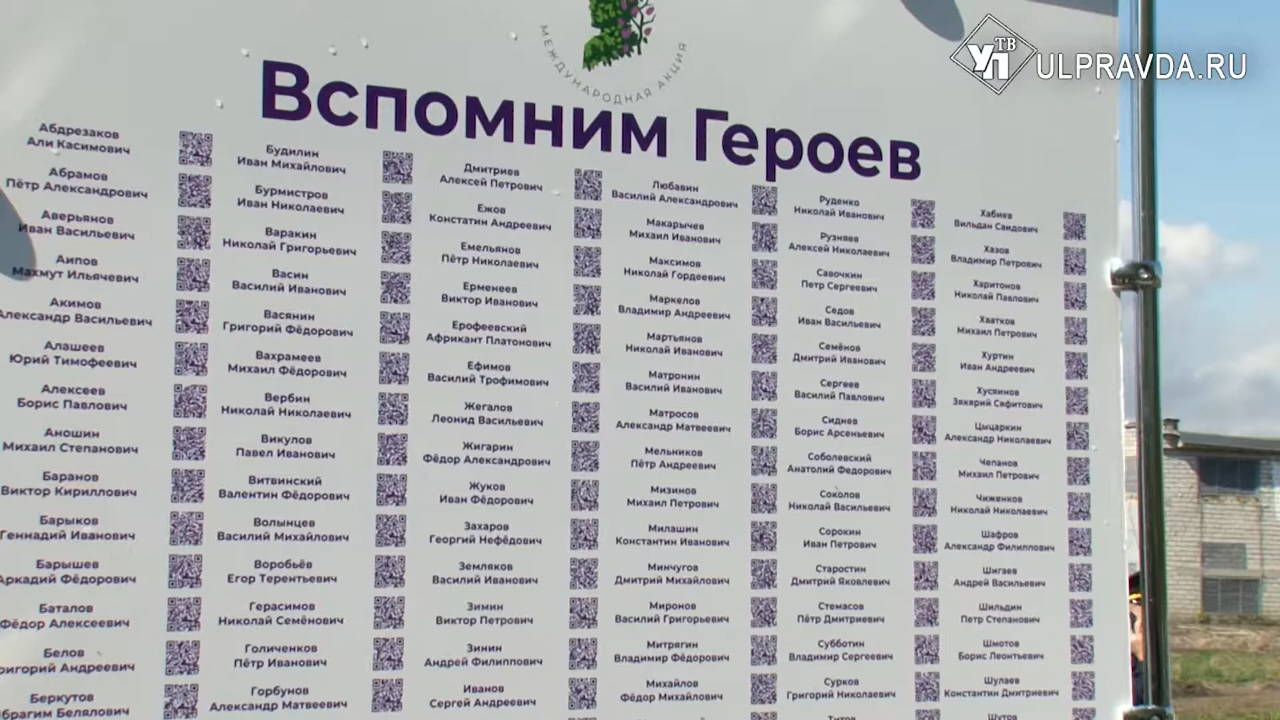 УП ТВ ULPRAVDA.RU
МЕЖДУНАРОДНАЯ АКЦИЯ
Вспомним Героев
Абдрезаков
Али Касимович
Абрамов
Пётр Александрович
Аверьянов
Иван Васильевич
Аипов
Махмут Ильячевич
Акимов
Александр Васильевич
Алашеев
Юрий Тимофеевич
Алексеев
Борис Павлович
Аношин
Михаил Степанович
Баранов
Виктор Кириллович
Барыков
Геннадий Иванович
Барышев
Аркадий Фёдорович
Баталов
Фёдор Алексеевич
Белов
Григорий Андреевич
Беркутов
Ибрагим Белялович
Будилин
Иван Михайлович
Бурмистров
Иван Николаевич
Варакин
Николай Григорьевич
Васин
Василий Иванович
Васянин
Григорий Фёдорович
Вахрамеев
Михаил Фёдорович
Вербин
Николай Николаевич
Викулов
Павел Иванович
Витвинский
Валентин Фёдорович
Волынцев
Василий Михайлович
Воробьёв
Егор Терентьевич
Герасимов
Николай Семёнович
Голиченков
Пётр Иванович
Горбунов
Александр Матвеевич
Дмитриев
Алексей Петрович
Ежов
Констатин Андреевич
Емельянов
Пётр Николаевич
Ерменеев
Виктор Иванович
Ерофеевский
Африкант Платонович
Ефимов
Василий Трофимович
Жегалов
Леонид Васильевич
Жигарин
Фёдор Александрович
Жуков
Иван Фёдорович
Захаров
Георгий Нефёдович
Земляков
Василий Иванович
Зимин
Виктор Петрович
Зинин
Андрей Филиппович
Иванов
Сергей Андреевич
Любавин
Василий Александрович
Макарычев
Михаил Иванович
Максимов
Николай Гордеевич
Маркелов
Владимир Андреевич
Мартьянов
Николай Иванович
Матронин
Василий Иванович
Матросов
Александр Матвеевич
Мельников
Пётр Андреевич
Мизинов
Михаил Петрович
Милашин
Константин Иванович
Минчугов
Дмитрий Михайлович
Миронов
Василий Григорьевич
Митрягин
Владимир Фёдорович
Михайлов
Фёдор Михайлович
Руденко
Николай Иванович
Рузняев
Алексей Николаевич
Савочкин
Петр Сергеевич
Седов
Иван Васильевич
Семёнов
Дмитрий Иванович
Сергеев
Василий Павлович
Сиднев
Борис Арсеньевич
Соболевский
Анатолий Федорович
Соколов
Николай Васильевич
Сорокин
Иван Петрович
Старостин
Дмитрий Яковлевич
Стемасов
Пётр Дмитриевич
Субботин
Владимир Сергеевич
Сурков
Григорий Николаевич
Титов
Хабиев
Вильдан Саидович
Хазов
Владимир Петрович
Харитонов
Николай Павлович
Хватков
Михаил Петрович
Хуртин
Иван Андреевич
Хусяинов
Зякярий Сефитович
Цыцаркин
Александр Николаевич
Чепанов
Михаил Петрович
Чиженков
Николай Николаевич
Шафров
Александр Филиппович
Шигаев
Андрей Васильевич
Шильдин
Петр Степанович
Шмотов
Борис Леонтьевич
Шулаев
Константин Дмитриевич
Шутов